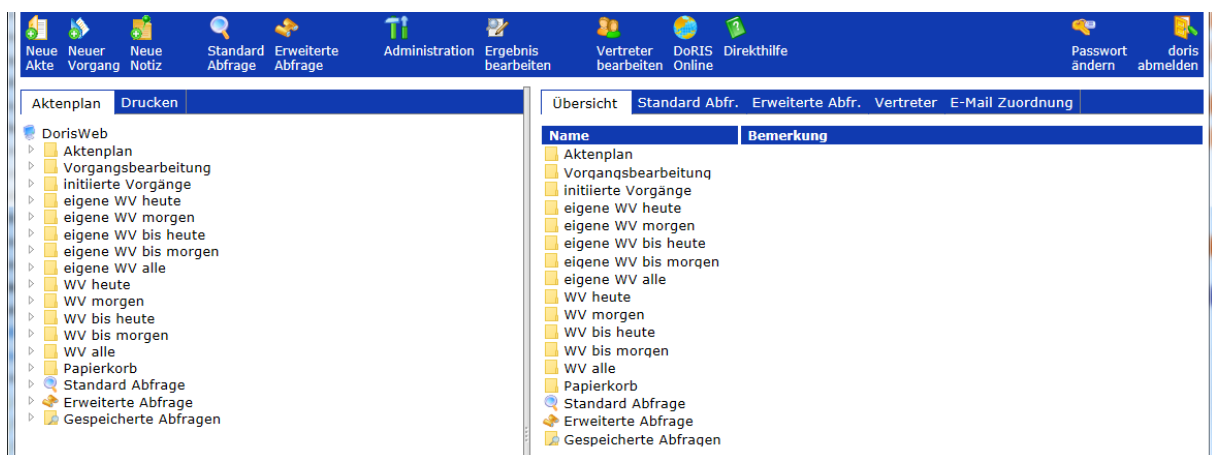 Neue Akte
Neuer Vorgang
Neue Notiz
Standard Abfrage
Erweiterte Abfrage
Administration
Ergebnis bearbeiten
Vertreter bearbeiten
DoRIS Online
Direkthilfe
Passwort ändern
doris abmelden
Aktenplan Drucken
DorisWeb
Aktenplan
Vorgangsbearbeitung
initiierte Vorgänge
eigene WV heute
eigene WV morgen
eigene WV bis heute
eigene WV bis morgen
eigene WV alle
WV heute
WV morgen
WV bis heute
WV bis morgen
WV alle
Papierkorb
Standard Abfrage
Erweiterte Abfrage
Gespeicherte Abfragen
Übersicht Standard Abfr. Erweiterte Abfr. Vertreter E-Mail Zuordnung
Name Bemerkung
Aktenplan
Vorgangsbearbeitung
initiierte Vorgänge
eigene WV heute
eigene WV morgen
eigene WV bis heute
eigene WV bis morgen
eigene WV alle
WV heute
WV morgen
WV bis heute
WV bis morgen
WV alle
Papierkorb
Standard Abfrage
Erweiterte Abfrage
Gespeicherte Abfragen